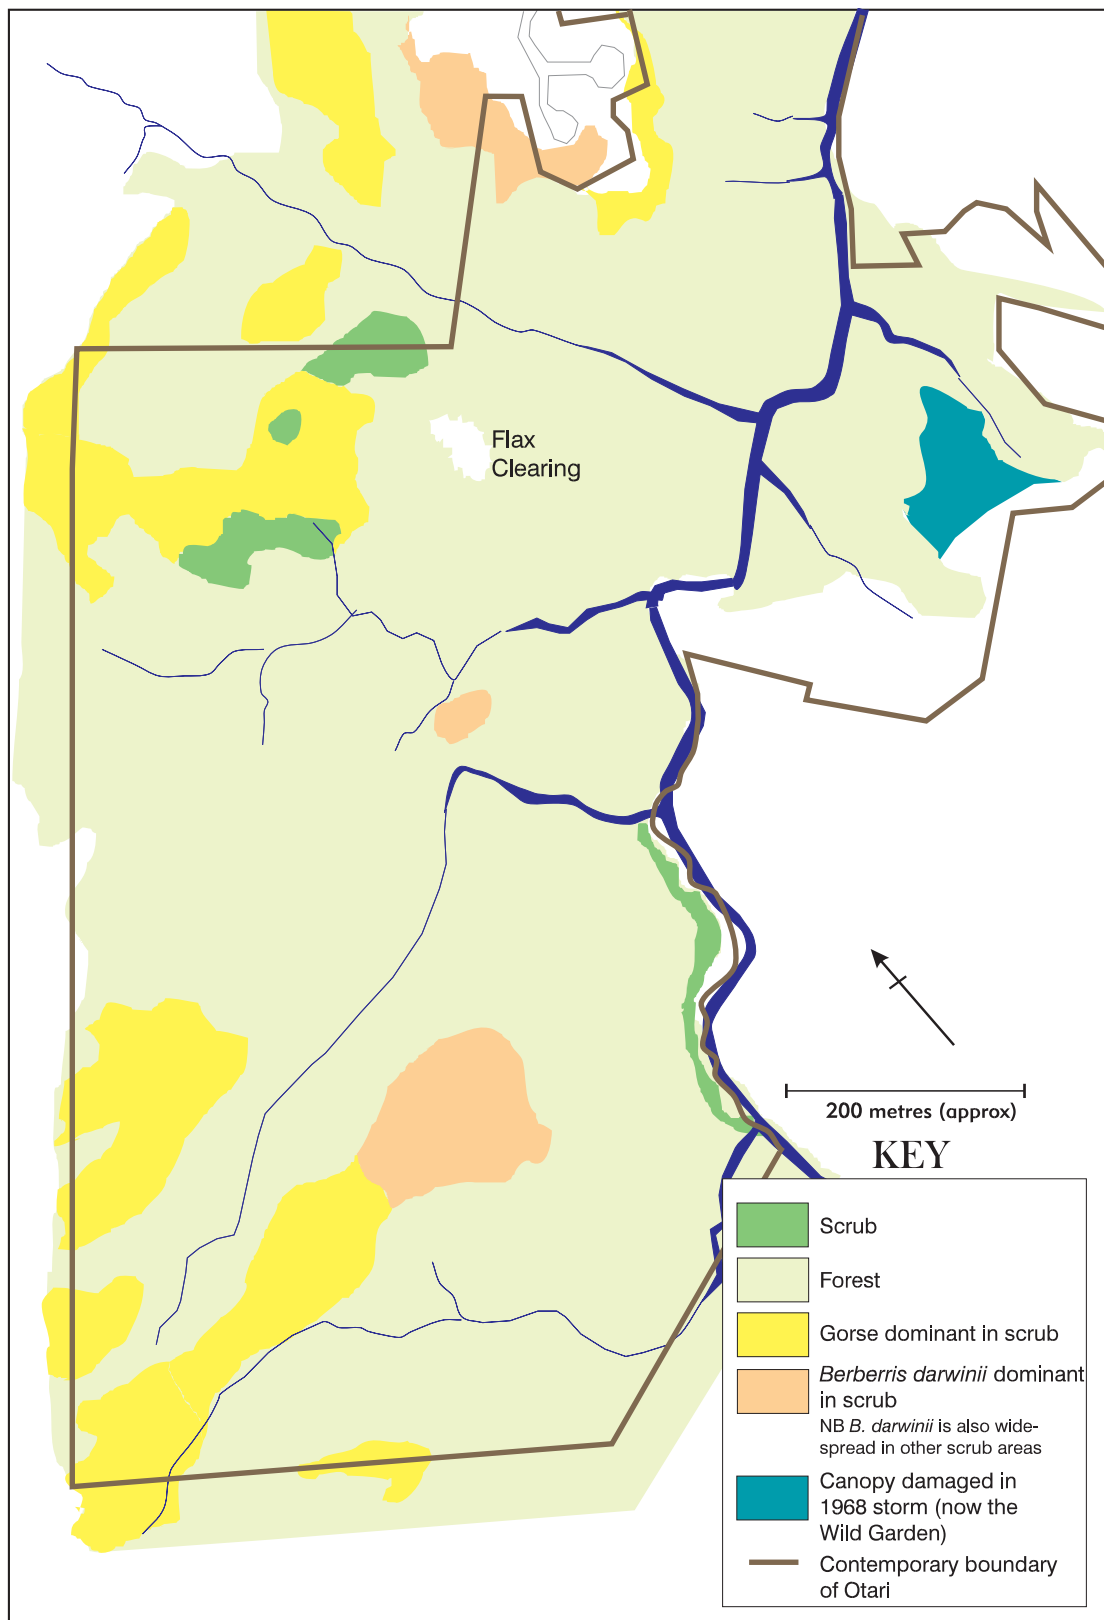 Flax
Clearing
200 metres (approx)
KEY
Scrub
Forest
Gorse dominant in scrub
Berberris darwinii dominant
in scrub
NB B. darwinii is also wide-
spread in other scrub areas
Canopy damaged in
1968 storm (now the
Wild Garden)
Contemporary boundary
of Otari